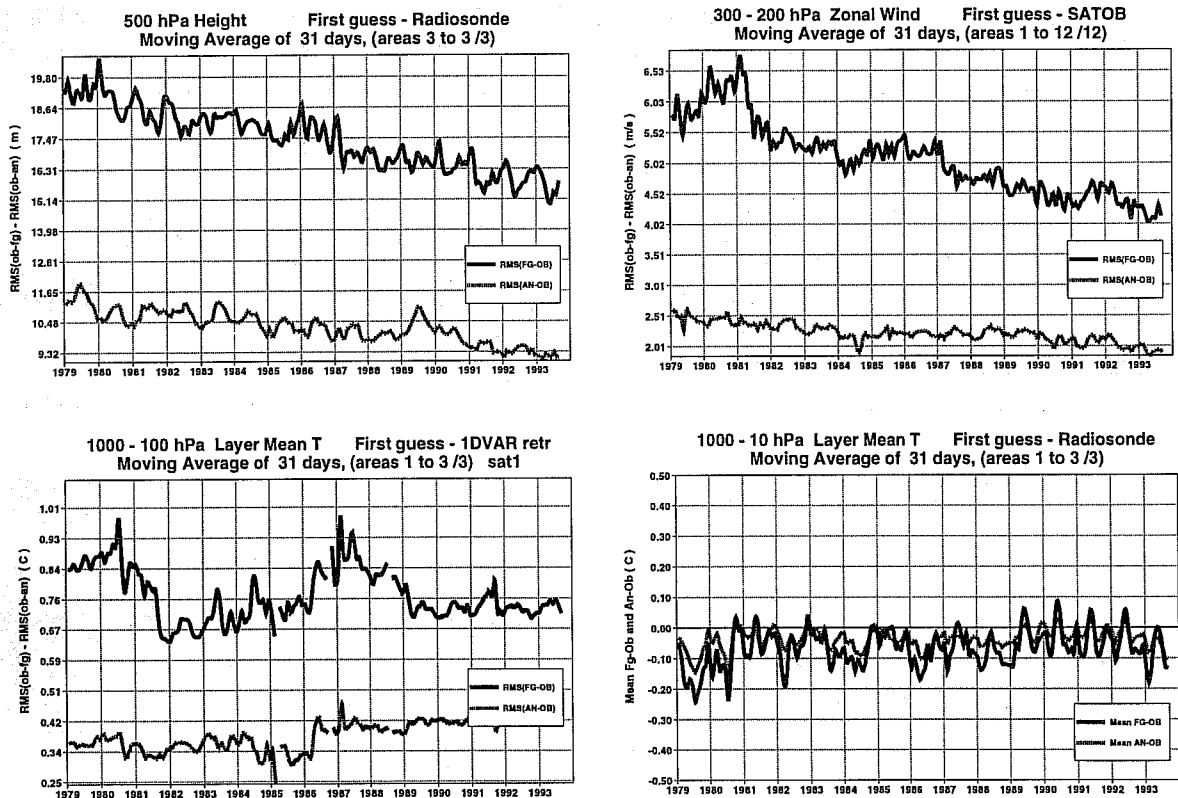 500 hPa Height First guess - Radiosonde
Moving Average of 31 days, (areas 3 to 3 /3)
RMS(ob-fg) - RMS(ob-an) ( m )
19,80
18,64
17.47
16.31
15.14
13.98
12.81
11.65
10.48
9.32
RMS(FG-OB)
RMS(AN-OB)
1979 1980 1981 1982 1983 1984 1985 1986 1987 1988 1989 1990 1991 1992 1993
300 - 200 hPa Zonal Wind First guess - SATOB
Moving Average of 31 days, (areas 1 to 12 /12)
RMS(ob-fg) - RMS(ob-an) ( m/s )
6.53
6.03
5.52
5.02
4.52
4.02
3.51
3.01
2.51
2.01
RMS(FG-OB)
RMS(AN-OB)
1979 1980 1981 1982 1983 1984 1985 1986 1987 1988 1989 1990 1991 1992 1993
1000 - 100 hPa Layer Mean T First guess - 1DVAR retr
Moving Average of 31 days, (areas 1 to 3 /3) sat1
RMS(ob-fg) - RMS(ob-an) ( C )
1.01
0.93
0.84
0.76
0.67
0.59
0.51
0.42
0.34
0.25
RMS(FG-OB)
RMS(AN-OB)
1979 1980 1981 1982 1983 1984 1985 1986 1987 1988 1989 1990 1991 1992 1993
1000 - 10 hPa Layer Mean T First guess - Radiosonde
Moving Average of 31 days, (areas 1 to 3 /3)
Mean Fg-Ob and An-Ob ( C )
0.50
0.40
0.30
0.20
0.10
0.00
-0.10
-0.20
-0.30
-0.40
-0.50
Mean FG-OB
Mean AN-OB
1979 1980 1981 1982 1983 1984 1985 1986 1987 1988 1989 1990 1991 1992 1993